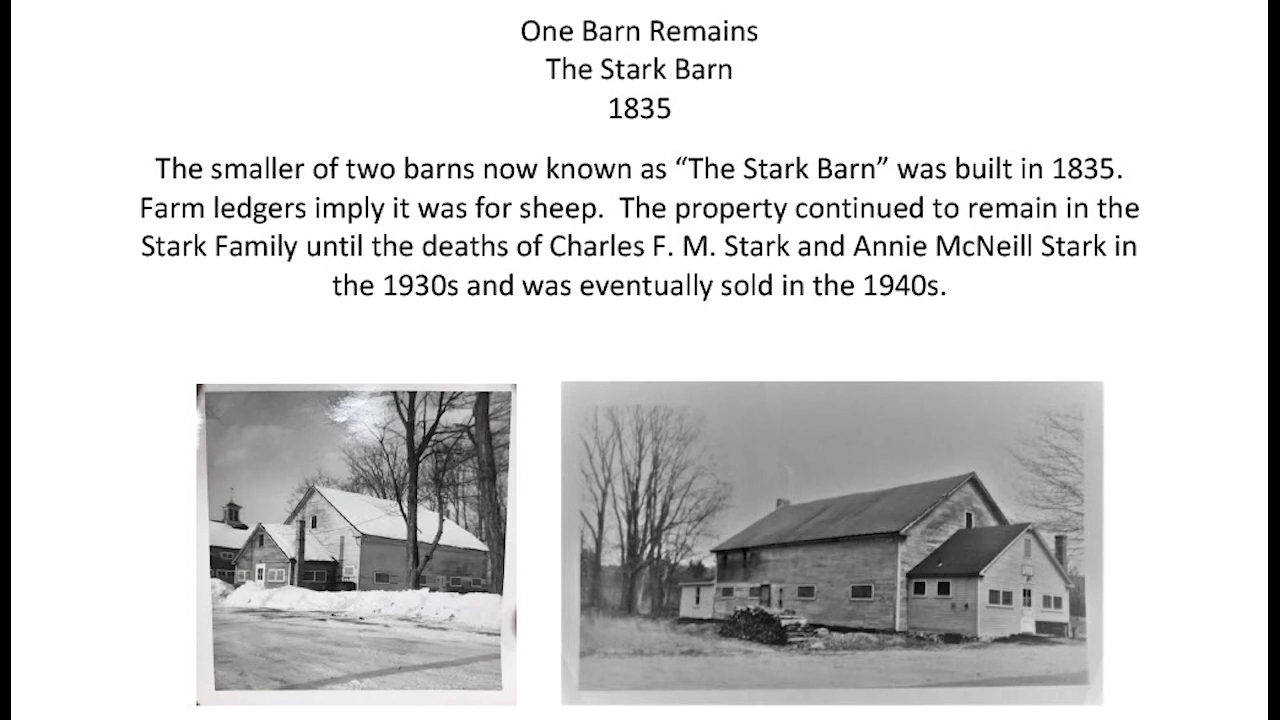 One Barn Remains
The Stark Barn
1835
The smaller of two barns now known as “The Stark Barn” was built in 1835.
Farm ledgers imply it was for sheep.  The property continued to remain in the
Stark Family until the deaths of Charles F. M. Stark and Annie McNeill Stark in
the 1930s and was eventually sold in the 1940s.